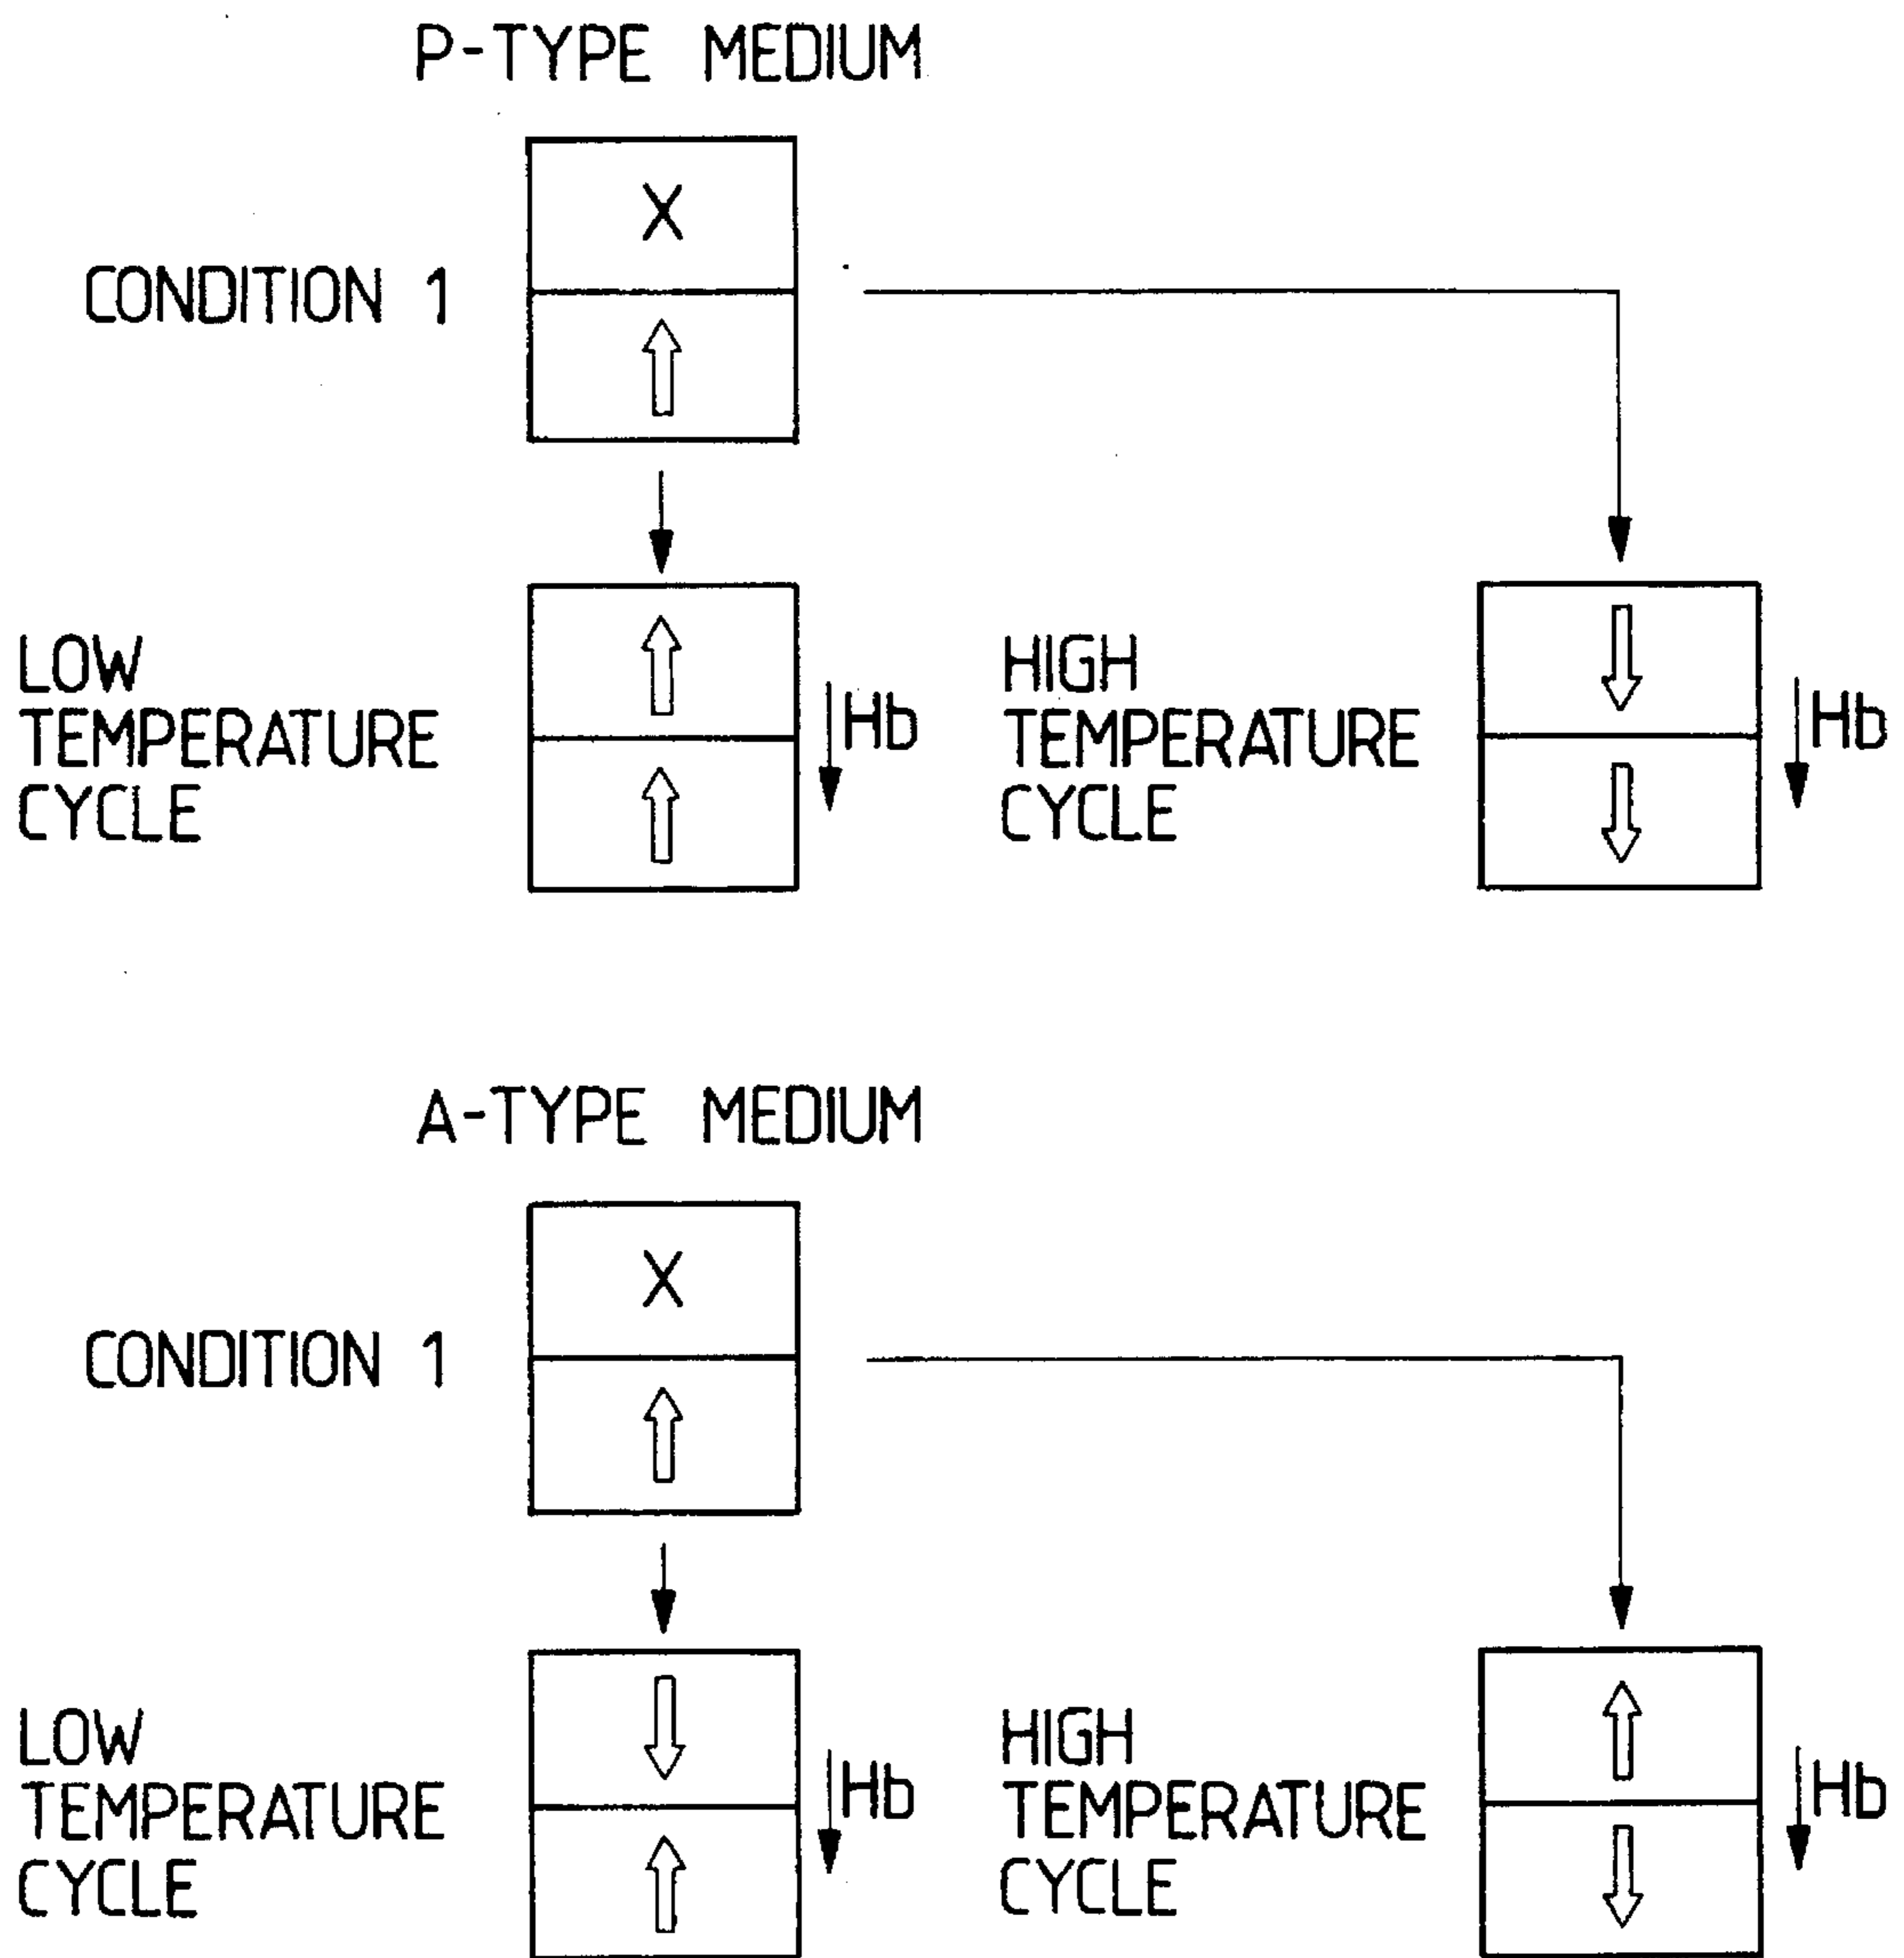 P-TYPE MEDIUM
X
CONDITION 1
LOW
TEMPERATURE
CYCLE
Hb
HIGH
TEMPERATURE
CYCLE
Hb
A-TYPE MEDIUM
X
CONDITION 1
LOW
TEMPERATURE
CYCLE
Hb
HIGH
TEMPERATURE
CYCLE
Hb